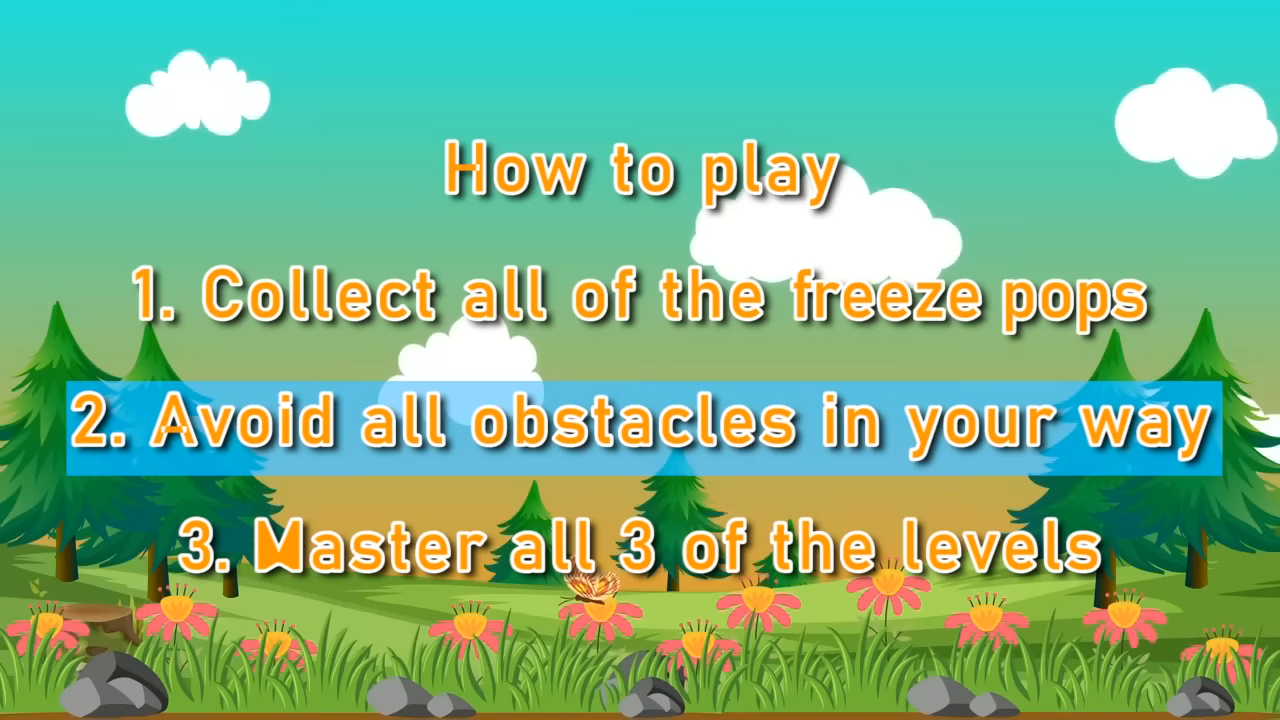 How to play
1. Collect all of the freeze pops
2. Avoid all obstacles in your way
3. Master all 3 of the levels